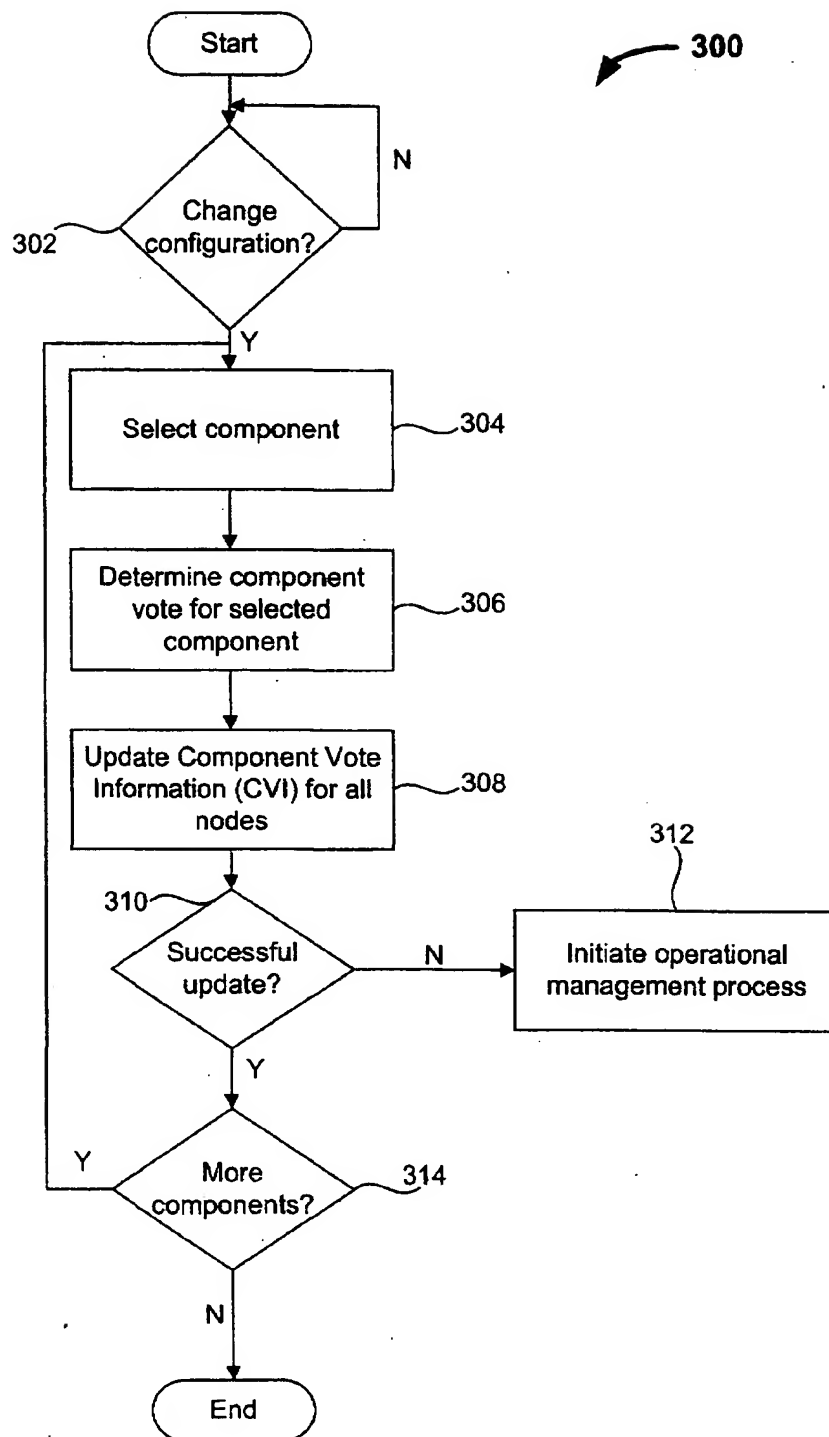 Start
300
N
Change
configuration?
302
Y
Select component
304
Determine component
vote for selected
component
306
Update Component Vote
Information (CVI) for all
nodes
308
312
310
Successful
update?
N
Initiate operational
management process
Y
Y
More
components?
314
N
End